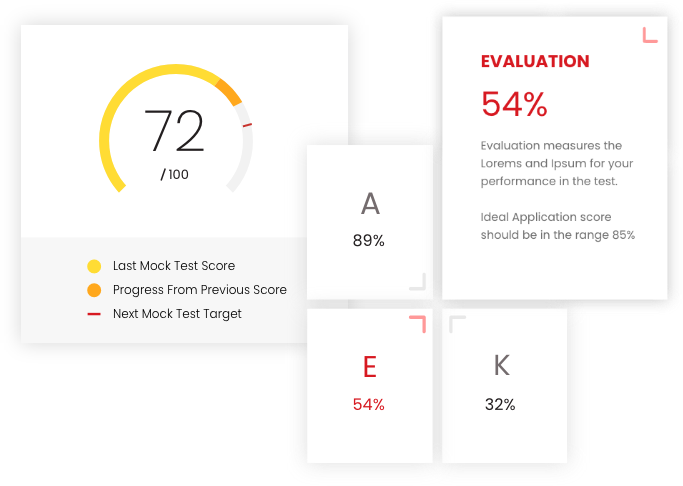 72
/ 100
Last Mock Test Score
Progress From Previous Score
Next Mock Test Target
A
89%
EVALUATION
54%
Evaluation measures the
Lorems and Ipsum for your
performance in the test.
Ideal Application score
should be in the range 85%
E
54%
K
32%